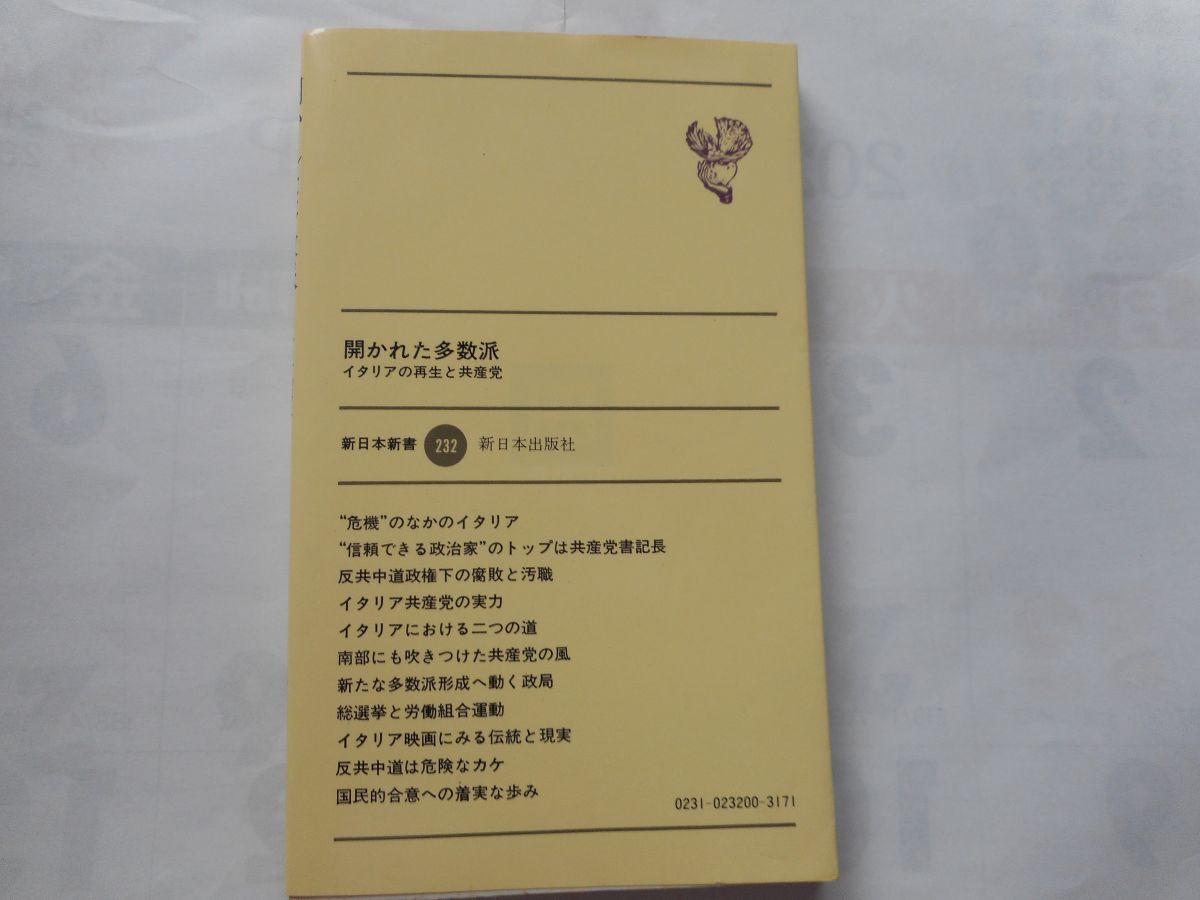 開かれた多数派
イタリアの再生と共産党
新日本新書 232 新日本出版社
“危機”のなかのイタリア
“信頼できる政治家”のトップは共産党書記長
反共中道政権下の腐敗と汚職
イタリア共産党の実力
イタリアにおける二つの道
南部にも吹きつけた共産党の風
新たな多数派形成へ動く政局
総選挙と労働組合運動
イタリア映画にみる伝統と現実
反共中道は危険なカケ
国民的合意への着実な歩み
0231-023200-3171